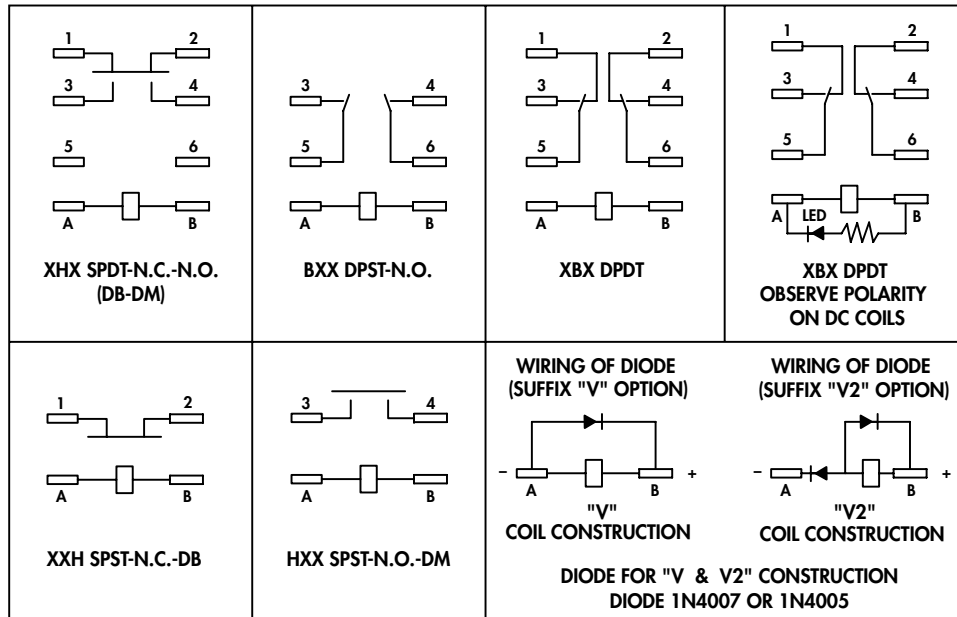 1 2
3 4
5 6
A B
XHX SPDT-N.C.-N.O.
(DB-DM)
3 4
5 6
A B
BXX DPST-N.O.
1 2
3 4
5 6
A B
XBX DPDT
1 2
3 4
5 6
A LED B
XBX DPDT
OBSERVE POLARITY
ON DC COILS
1 2
A B
XXH SPST-N.C.-DB
3 4
A B
HXX SPST-N.O.-DM
WIRING OF DIODE
(SUFFIX "V" OPTION)
– +
A B
"V"
COIL CONSTRUCTION
WIRING OF DIODE
(SUFFIX "V2" OPTION)
– +
A B
"V2"
COIL CONSTRUCTION
DIODE FOR "V & V2" CONSTRUCTION
DIODE 1N4007 OR 1N4005